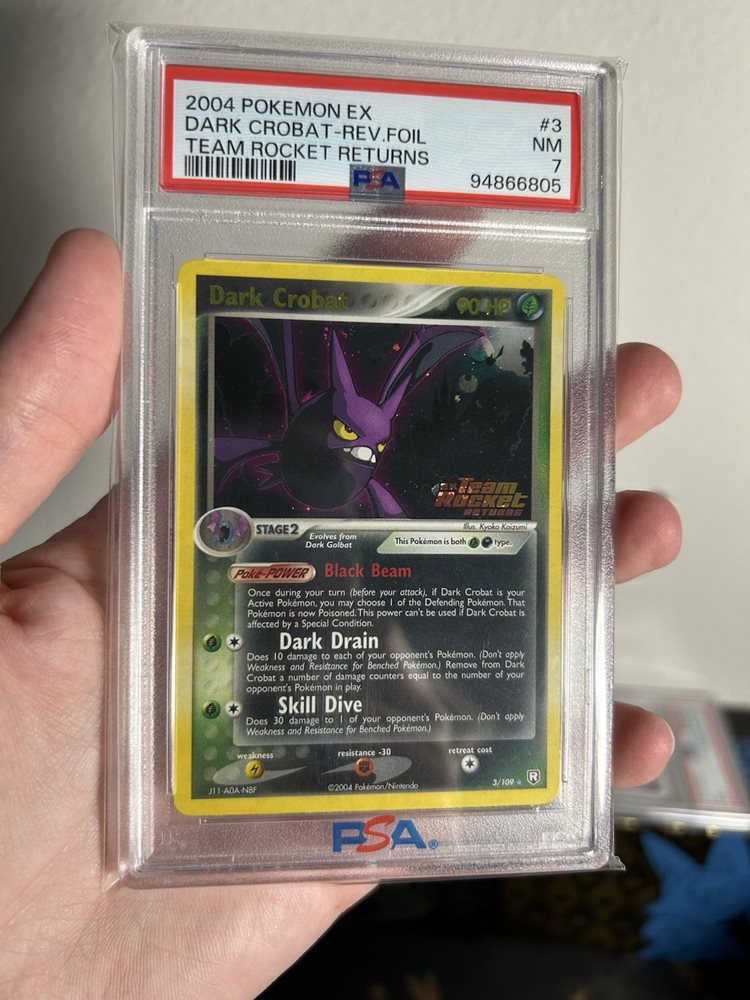 2004 POKEMON EX #3
DARK CROBAT-REV.FOIL NM
TEAM ROCKET RETURNS 7
PSA 94866805
Dark Crobat 90 HP
EX Team
Rocket
RETURNS
Illus. Kyoko Koizumi
STAGE2 Evolves from
Dark Golbat
This Pokémon is both type.
Poké-POWER Black Beam
Once during your turn (before your attack), if Dark Crobat is your
Active Pokémon, you may choose 1 of the Defending Pokémon. That
Pokémon is now Poisoned. This power can't be used if Dark Crobat is
affected by a Special Condition.
Dark Drain
Does 10 damage to each of your opponent's Pokémon. (Don't apply
Weakness and Resistance for Benched Pokémon.) Remove from Dark
Crobat a number of damage counters equal to the number of your
opponent's Pokémon in play.
Skill Dive
Does 30 damage to 1 of your opponent's Pokémon. (Don't apply
Weakness and Resistance for Benched Pokémon.)
weakness resistance -30 retreat cost
J11-A0A-N8F ©2004 Pokémon/Nintendo 3/109 ★ R
PSA®